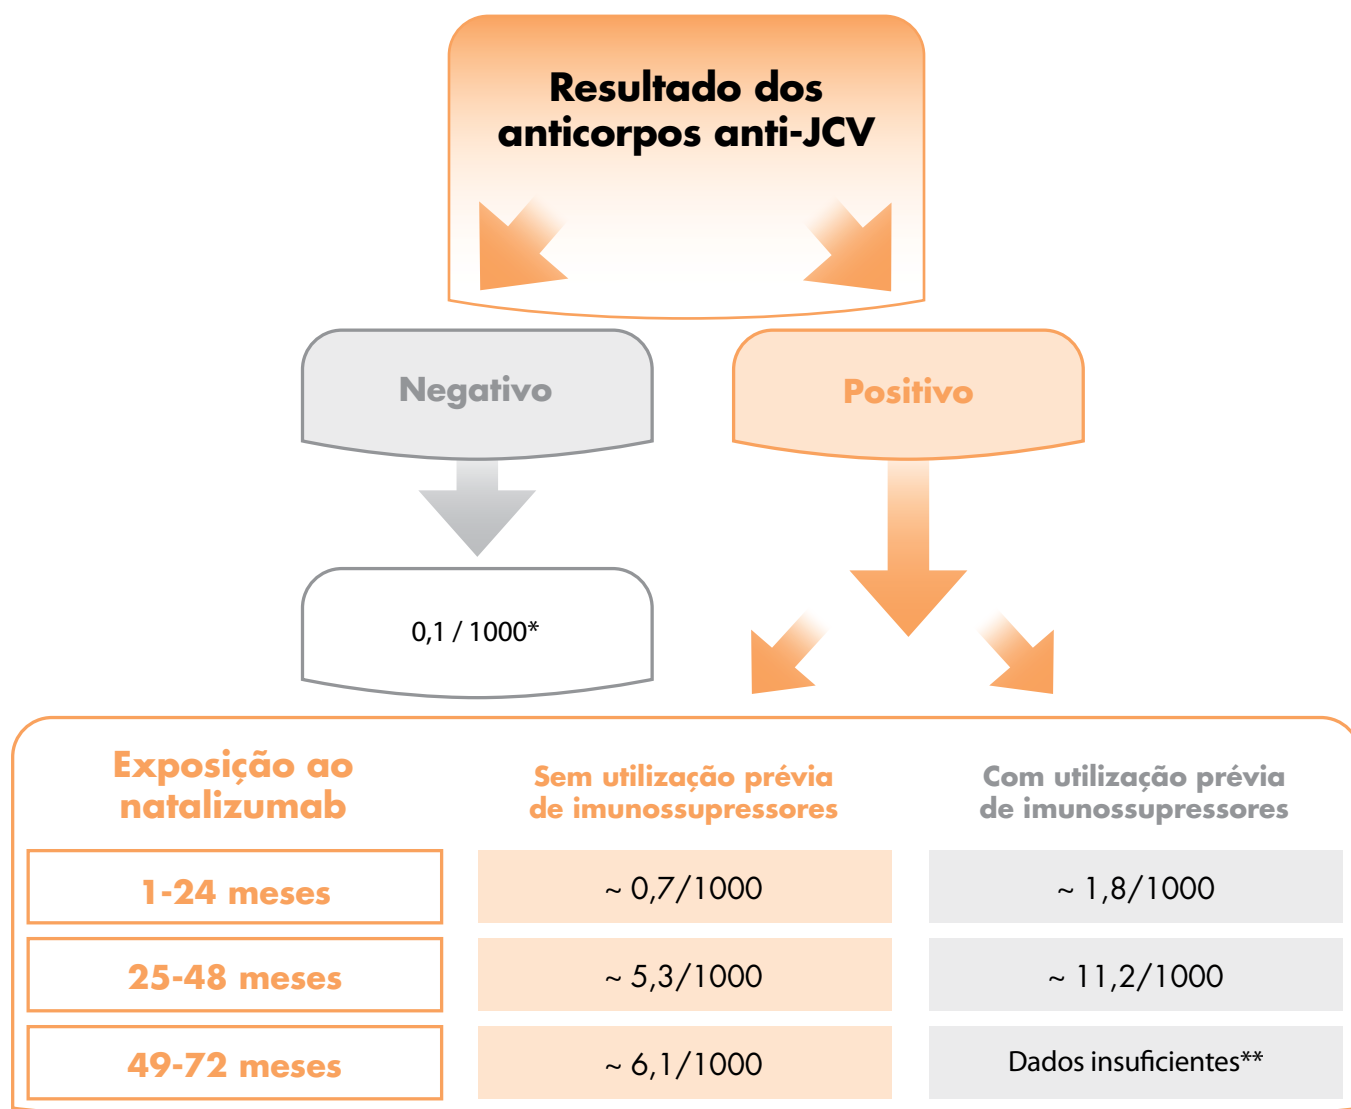 Resultado dos
anticorpos anti-JCV
Negativo
Positivo
0,1 / 1000*
Exposição ao
natalizumab
Sem utilização prévia
de imunossupressores
Com utilização prévia
de imunossupressores
1-24 meses
~ 0,7/1000
~ 1,8/1000
25-48 meses
~ 5,3/1000
~ 11,2/1000
49-72 meses
~ 6,1/1000
Dados insuficientes**